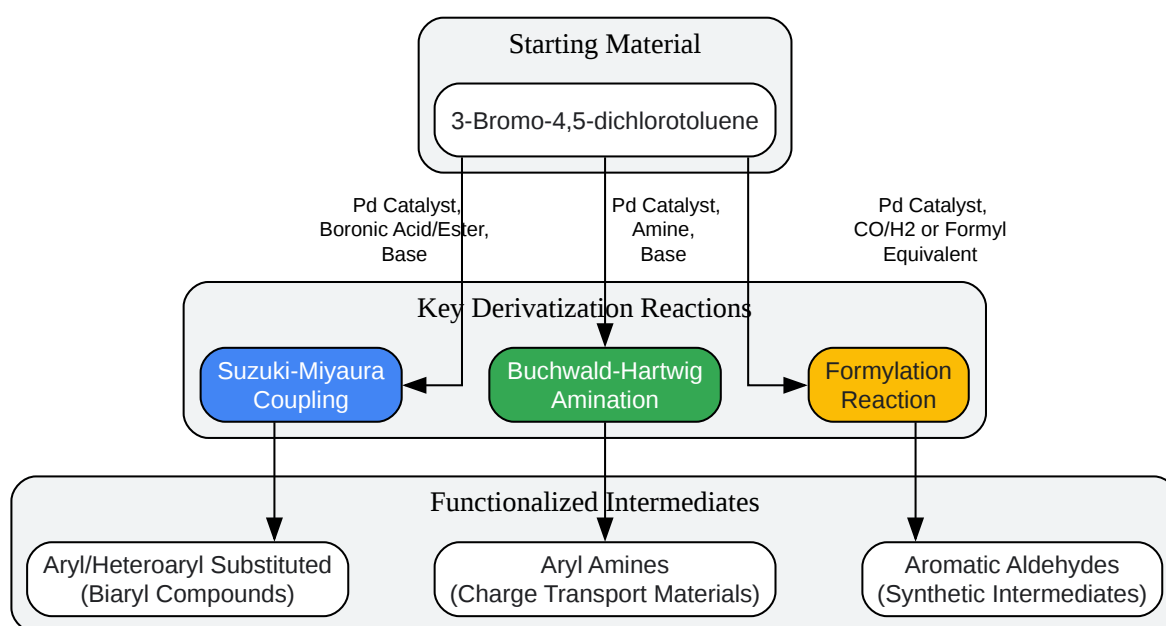 Starting Material
3-Bromo-4,5-dichlorotoluene
Pd Catalyst,
Boronic Acid/Ester,
Base
Pd Catalyst,
Amine,
Base
Pd Catalyst,
CO/H2 or Formyl
Equivalent
Key Derivatization Reactions
Suzuki-Miyaura
Coupling
Buchwald-Hartwig
Amination
Formylation
Reaction
Functionalized Intermediates
Aryl/Heteroaryl Substituted
(Biaryl Compounds)
Aryl Amines
(Charge Transport Materials)
Aromatic Aldehydes
(Synthetic Intermediates)